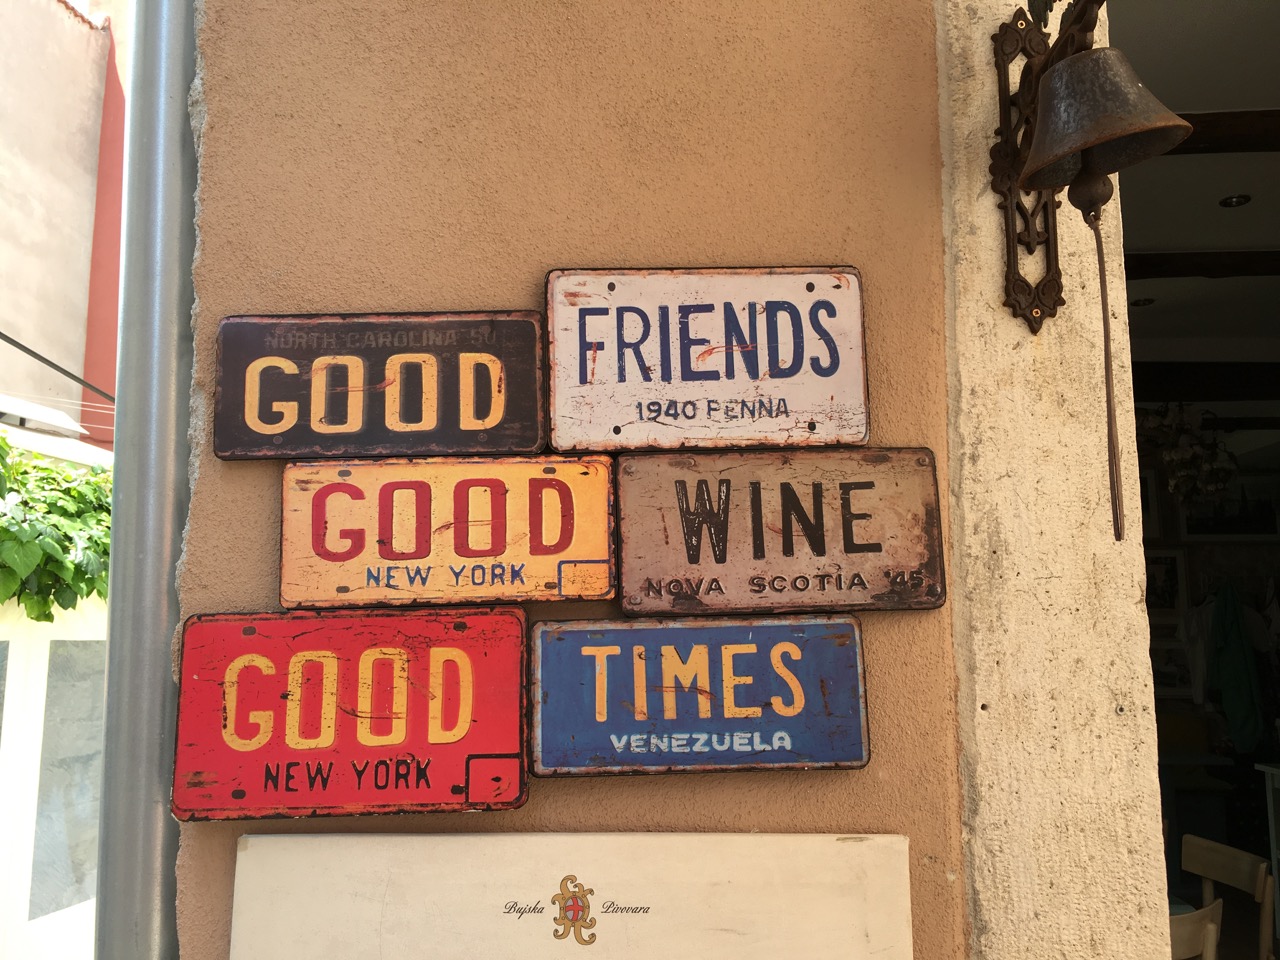 NORTH CAROLINA 50
GOOD
FRIENDS
1940 PENNA
GOOD
NEW YORK
WINE
NOVA SCOTIA '45
GOOD
NEW YORK
TIMES
VENEZUELA
Bujska Pivovara